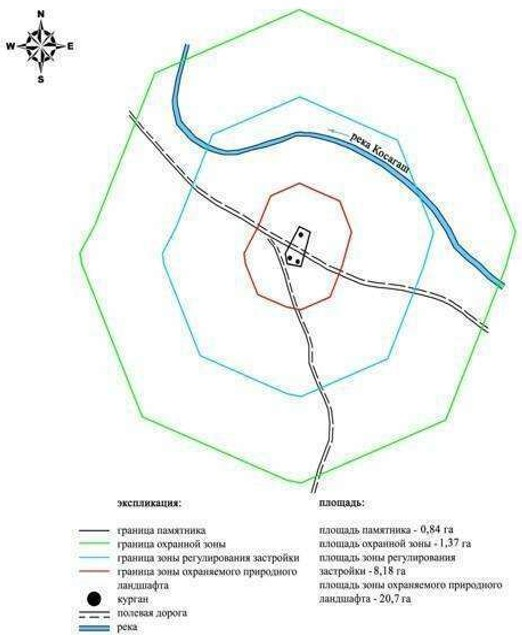 N
W E
S
река Косагаш
экспликация:
граница памятника
граница охранной зоны
граница зоны регулирования застройки
граница зоны охраняемого природного
ландшафта
курган
полевая дорога
река
площадь:
площадь памятника - 0,84 га
площадь охранной зоны - 1,37 га
площадь зоны регулирования
застройки - 8,18 га
площадь зоны охраняемого природного
ландшафта - 20,7 га